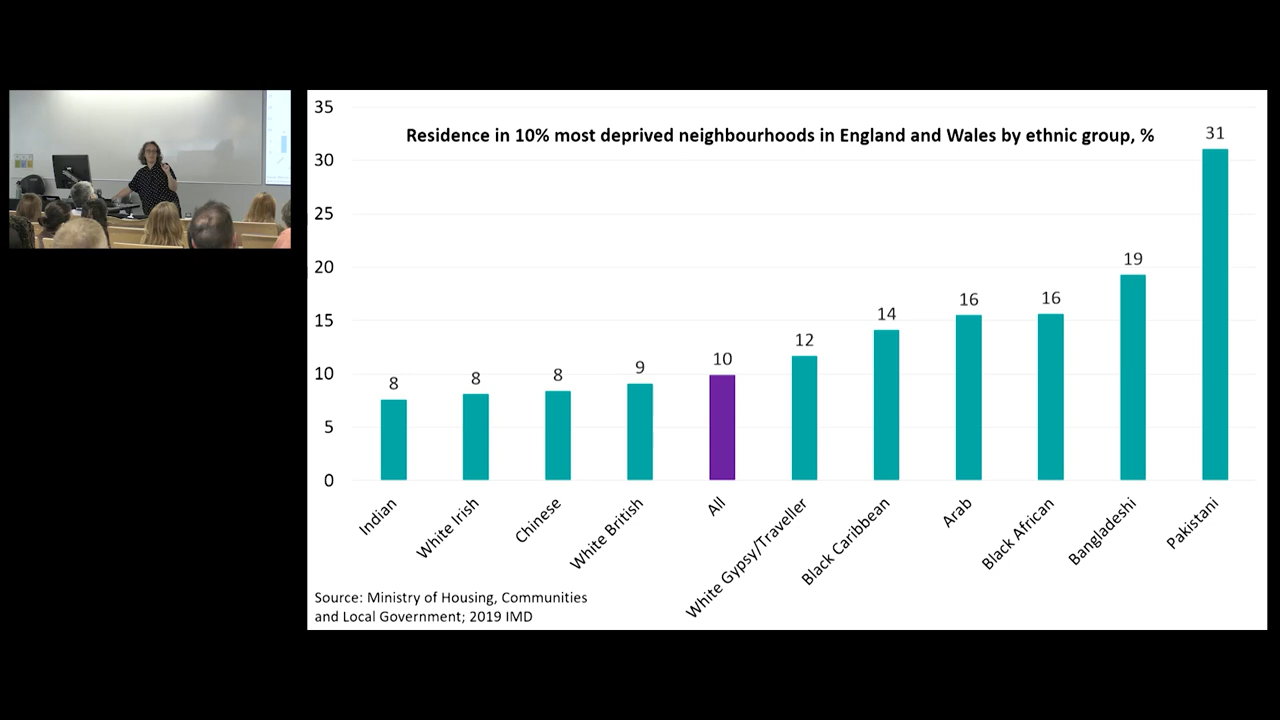 Residence in 10% most deprived neighbourhoods in England and Wales by ethnic group, %
35
30
25
20
15
10
5
0
8
8
8
9
10
12
14
16
16
19
31
Indian
White Irish
Chinese
White British
All
White Gypsy/Traveller
Black Caribbean
Arab
Black African
Bangladeshi
Pakistani
Source: Ministry of Housing, Communities
and Local Government; 2019 IMD